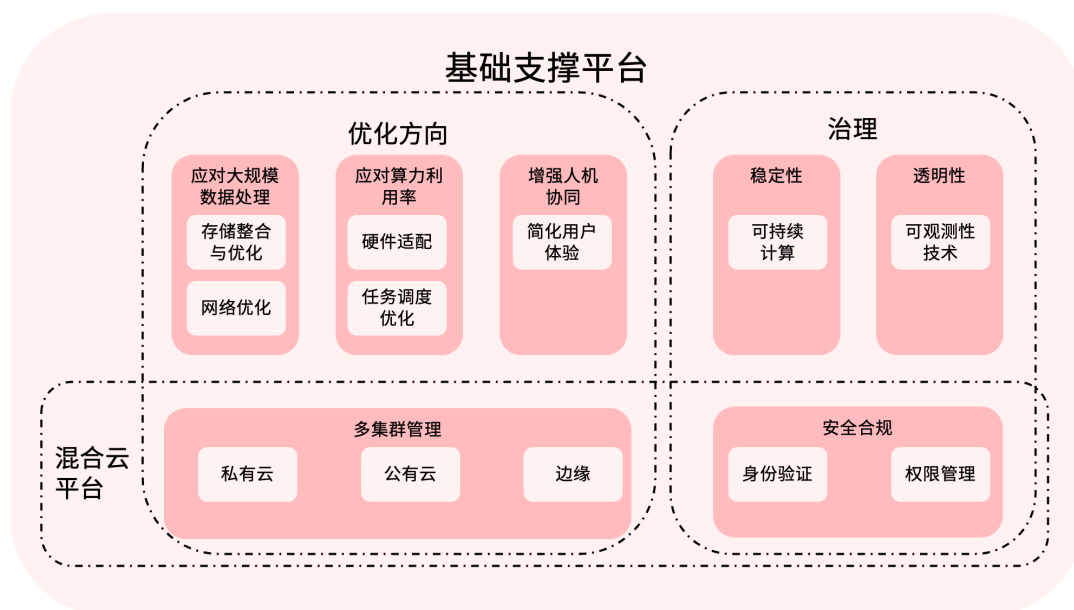 基础支撑平台
优化方向
应对大规模
数据处理
存储整合
与优化
网络优化
应对算力利
用率
硬件适配
任务调度
优化
增强人机
协同
简化用户
体验
治理
稳定性
可持续
计算
透明性
可观测性
技术
混合云
平台
多集群管理
私有云
公有云
边缘
安全合规
身份验证
权限管理